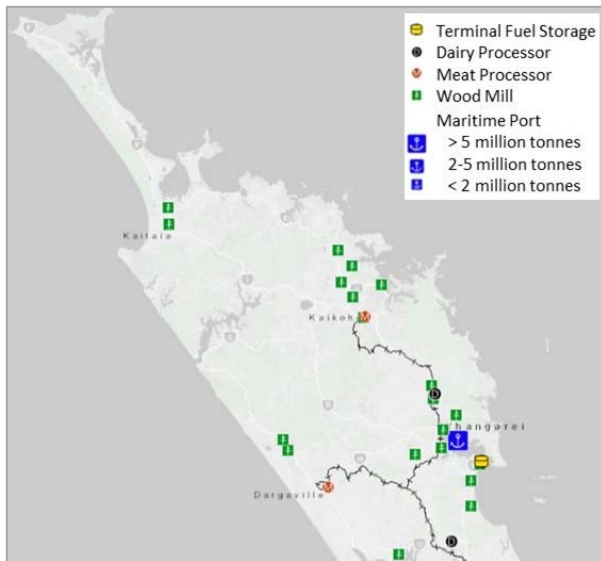 Terminal Fuel Storage
Dairy Processor
Meat Processor
Wood Mill
Maritime Port
> 5 million tonnes
2-5 million tonnes
< 2 million tonnes
Kaitaia
M
Kaikohe
D
hangarei
M
Dargaville
D